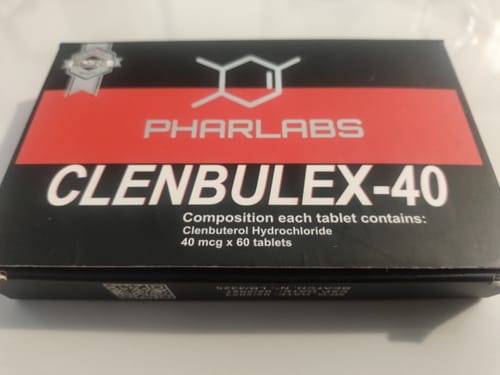 PHARLABS
CLENBULEX-40
Composition each tablet contains:
Clenbuterol Hydrochloride
40 mcg x 60 tablets